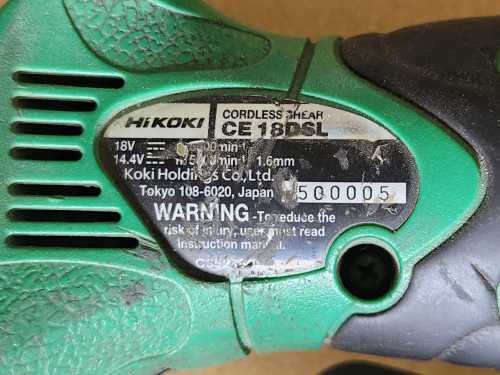 HiKOKI
CORDLESS SHEAR
CE 18DSL
18V
14.4V 1.6mm
Koki Holdings Co.,Ltd.
Tokyo 108-6020, Japan
500005
WARNING -To reduce the
risk of injury, user must read
instruction manual.